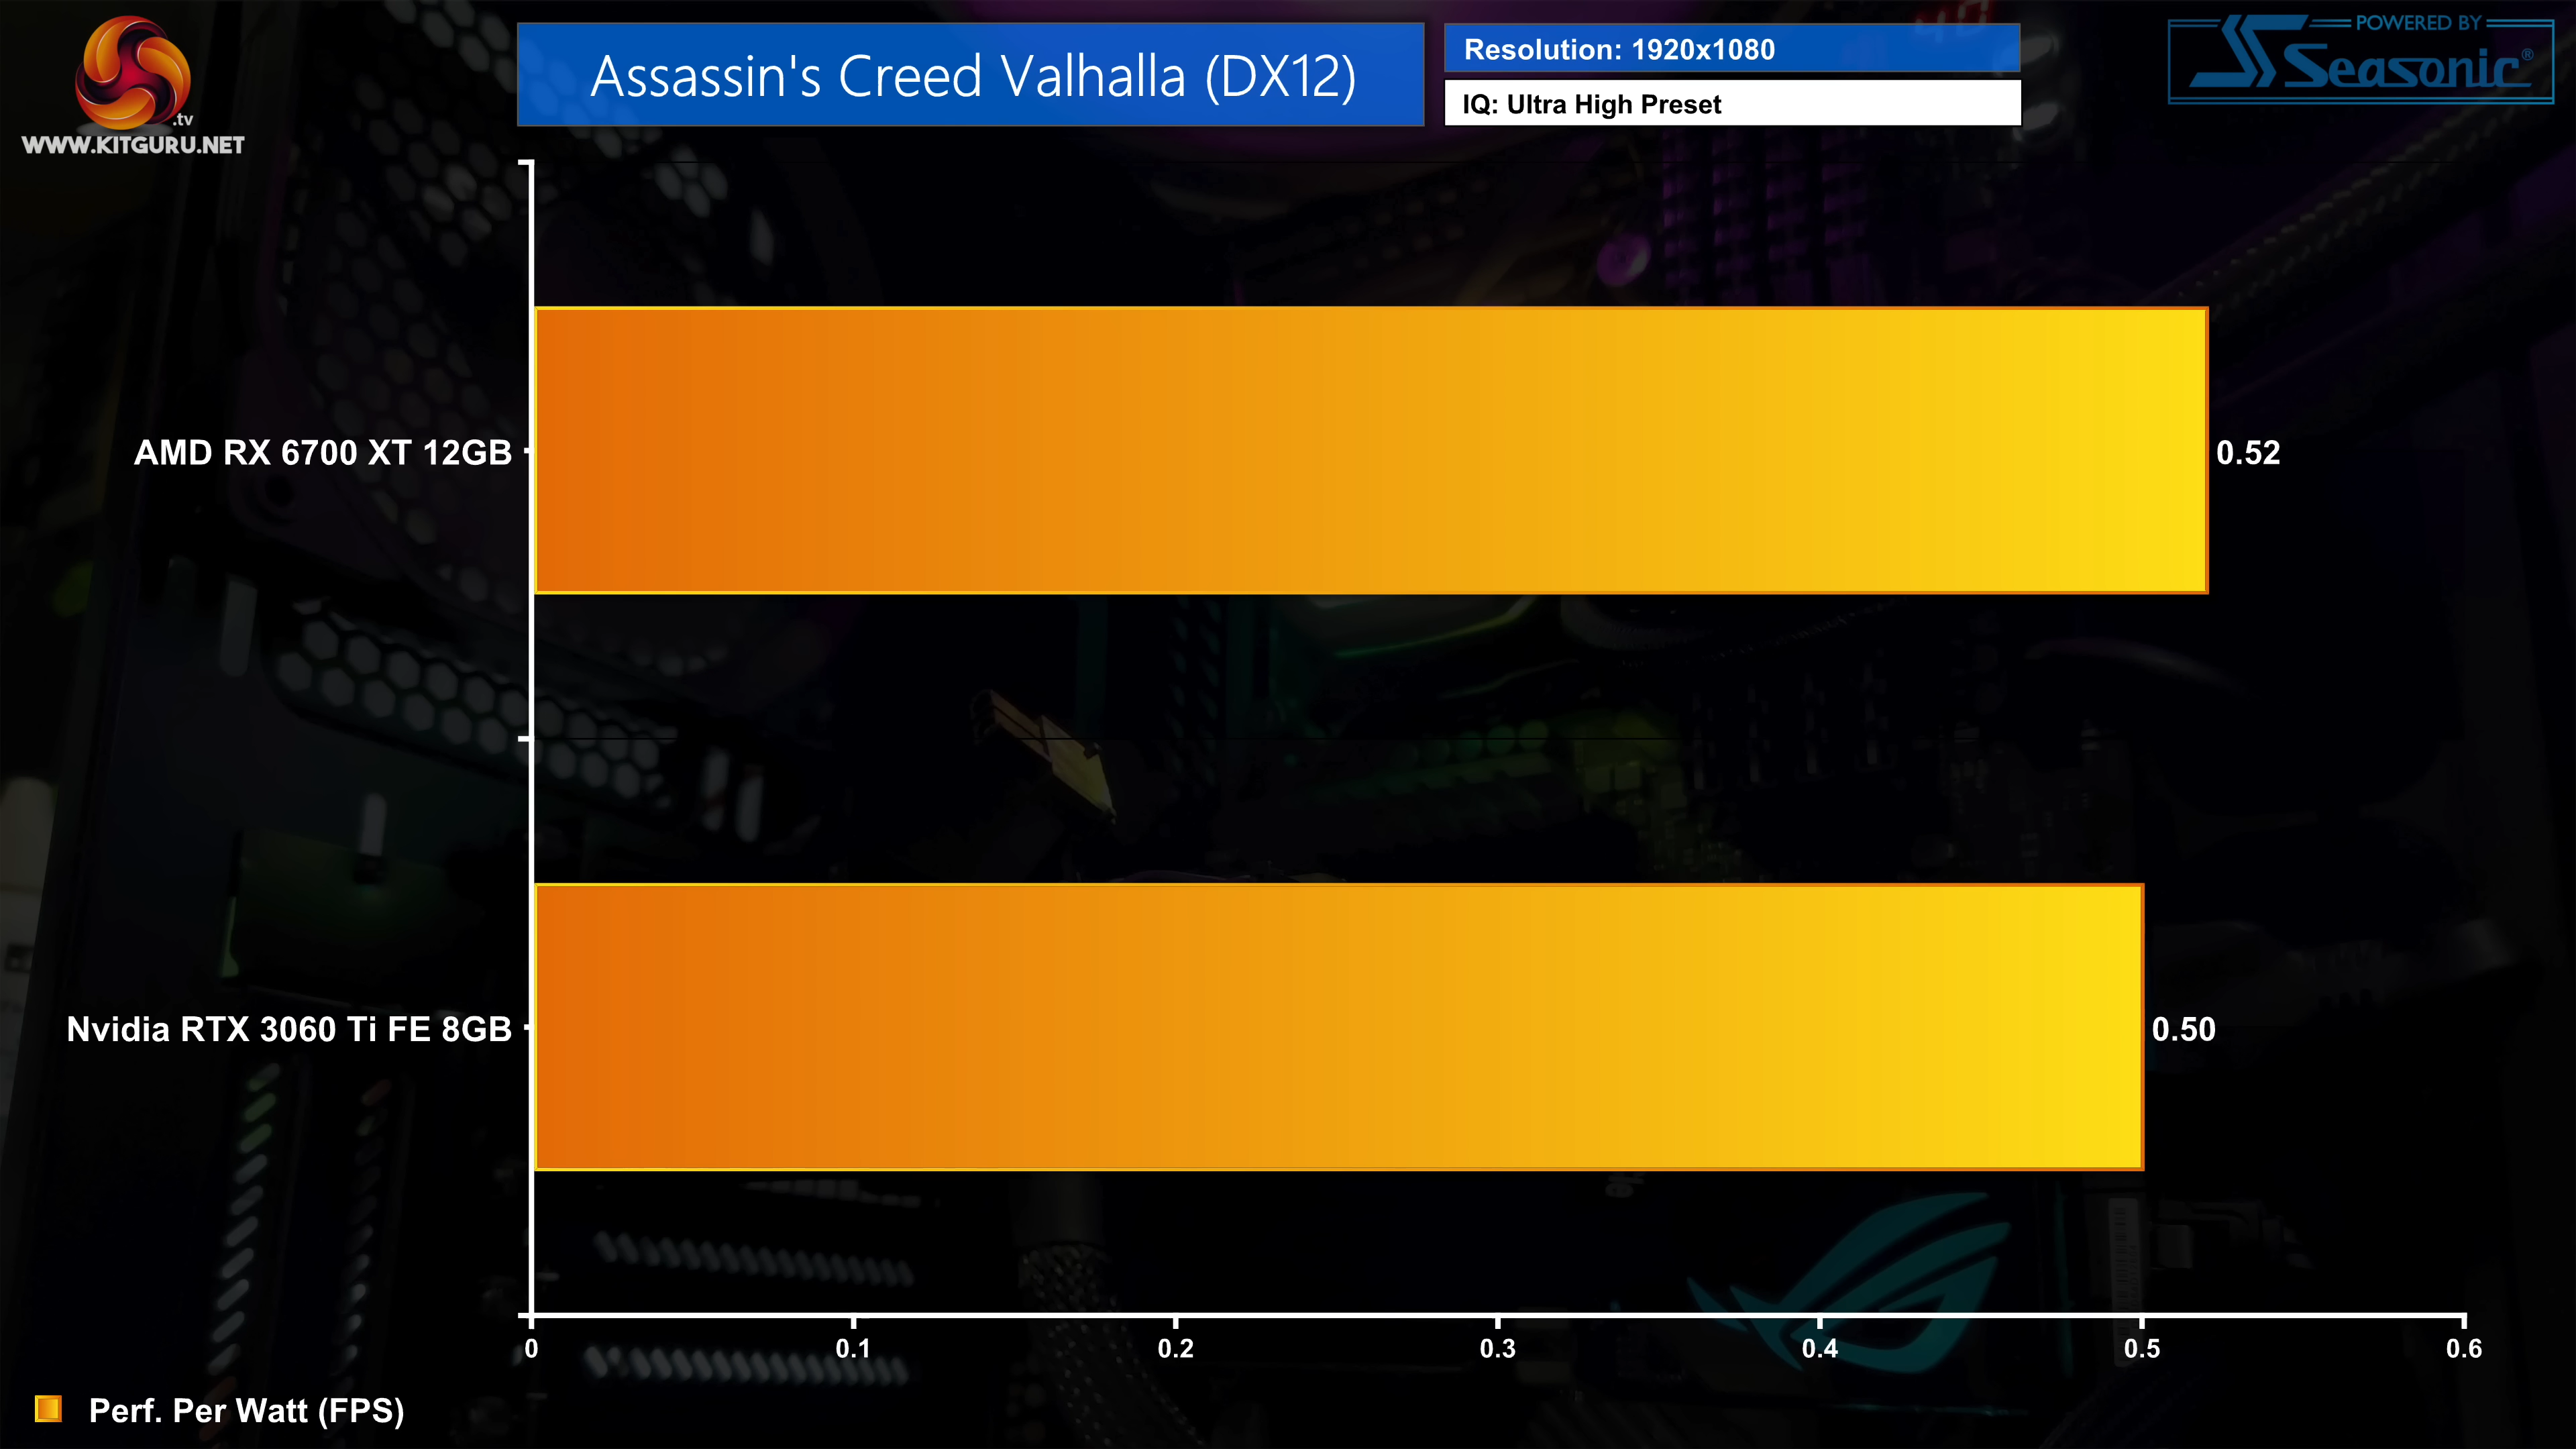 .tv
WWW.KITGURU.NET
Assassin's Creed Valhalla (DX12)
Resolution: 1920x1080
IQ: Ultra High Preset
POWERED BY
Seasonic®
AMD RX 6700 XT 12GB
0.52
Nvidia RTX 3060 Ti FE 8GB
0.50
0 0.1 0.2 0.3 0.4 0.5 0.6
Perf. Per Watt (FPS)